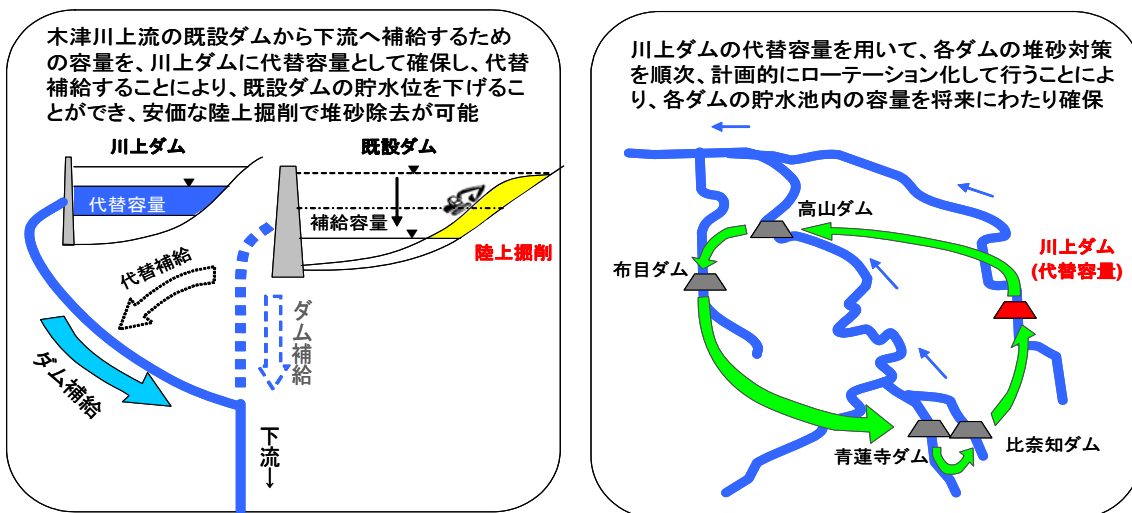 木津川上流の既設ダムから下流へ補給するため
の容量を、川上ダムに代替容量として確保し、代替
補給することにより、既設ダムの貯水位を下げるこ
とができ、安価な陸上掘削で堆砂除去が可能
川上ダム
既設ダム
代替容量
補給容量
陸上掘削
代替補給
ダム補給
ダム補給
下流→
川上ダムの代替容量を用いて、各ダムの堆砂対策
を順次、計画的にローテーション化して行うことによ
り、各ダムの貯水池内の容量を将来にわたり確保
高山ダム
布目ダム
川上ダム
(代替容量)
青蓮寺ダム
比奈知ダム